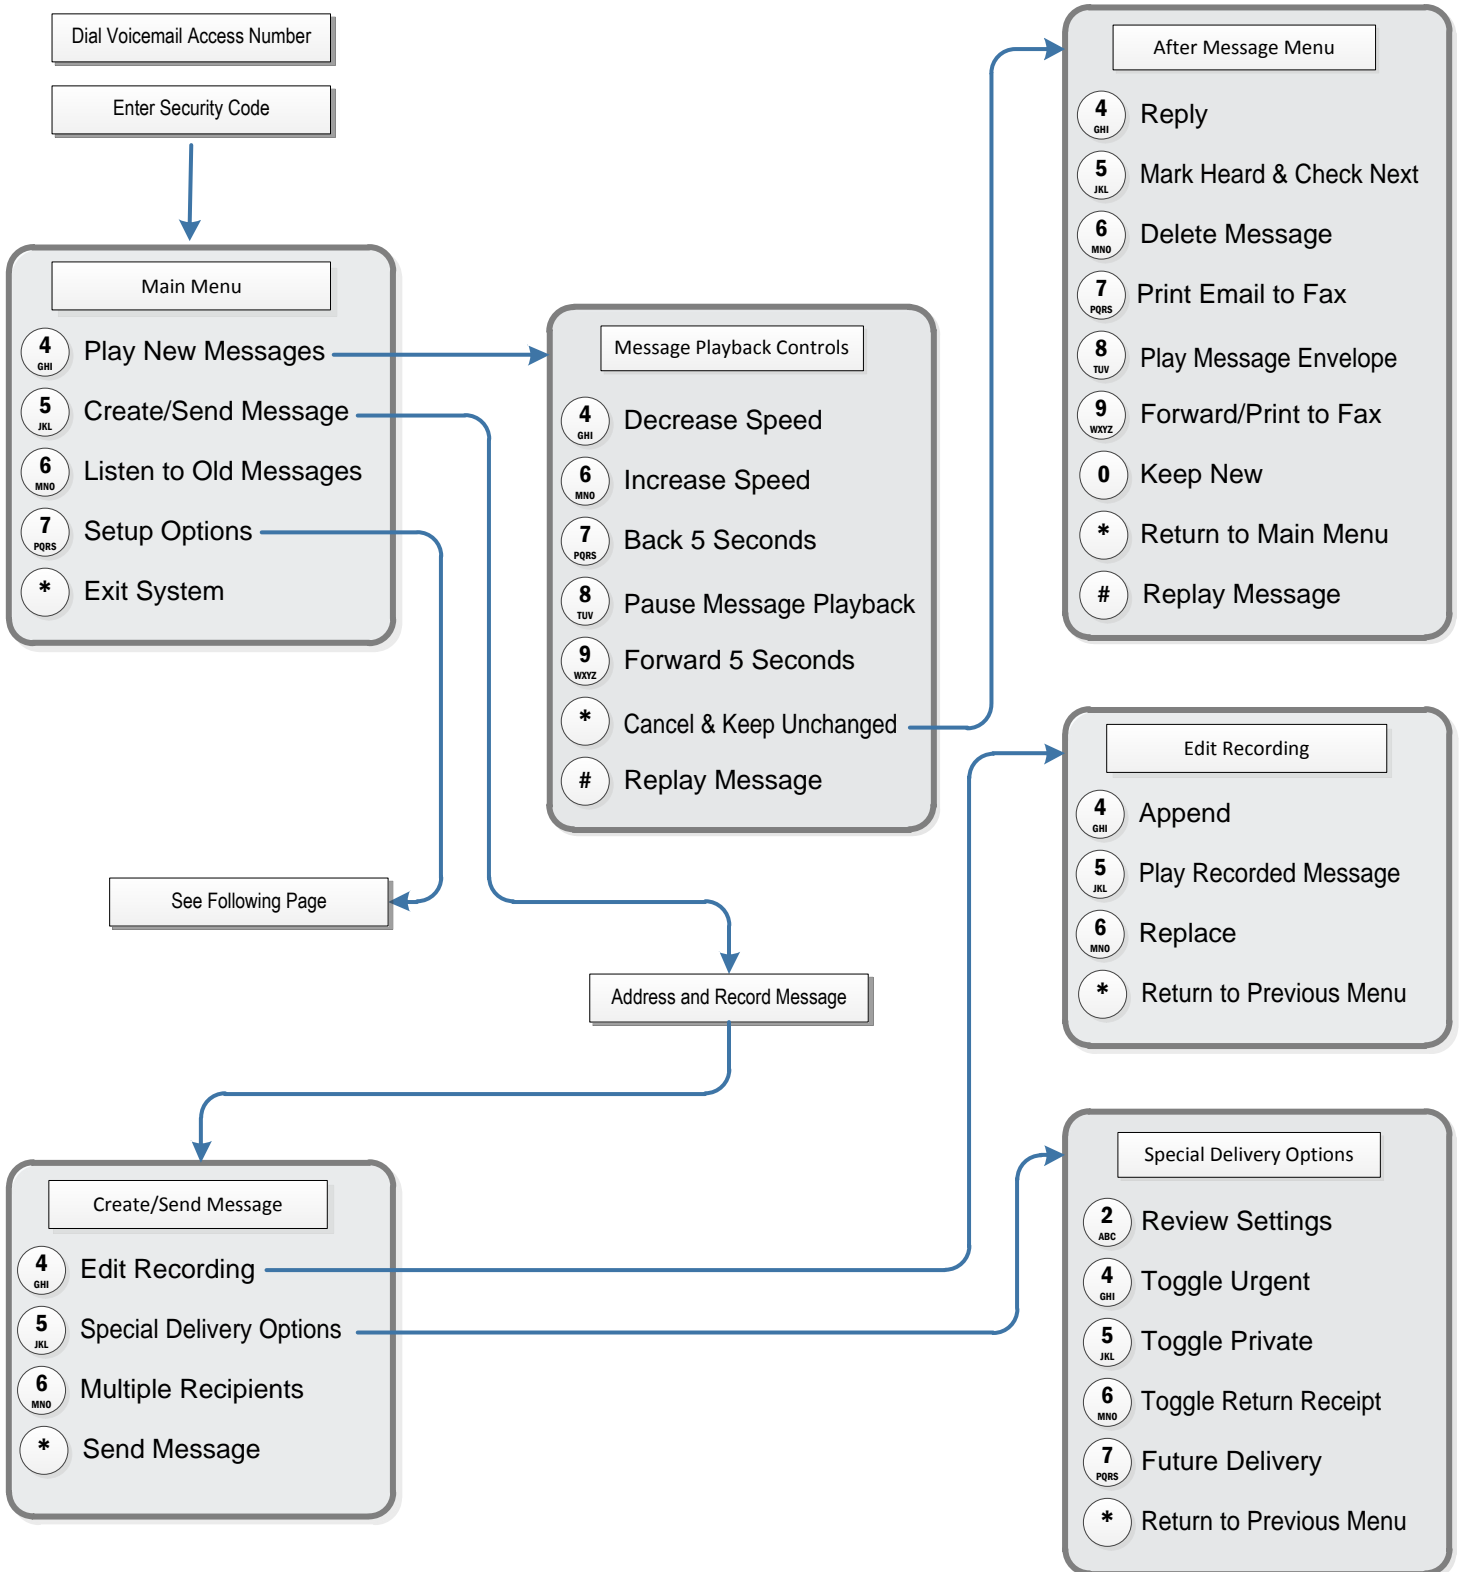 Dial Voicemail Access Number
Enter Security Code
Main Menu
4 GHI Play New Messages
5 JKL Create/Send Message
6 MNO Listen to Old Messages
7 PQRS Setup Options
* Exit System
Message Playback Controls
4 GHI Decrease Speed
6 MNO Increase Speed
7 PQRS Back 5 Seconds
8 TUV Pause Message Playback
9 WXYZ Forward 5 Seconds
* Cancel & Keep Unchanged
# Replay Message
After Message Menu
4 GHI Reply
5 JKL Mark Heard & Check Next
6 MNO Delete Message
7 PQRS Print Email to Fax
8 TUV Play Message Envelope
9 WXYZ Forward/Print to Fax
0 Keep New
* Return to Main Menu
# Replay Message
See Following Page
Address and Record Message
Edit Recording
4 GHI Append
5 JKL Play Recorded Message
6 MNO Replace
* Return to Previous Menu
Create/Send Message
4 GHI Edit Recording
5 JKL Special Delivery Options
6 MNO Multiple Recipients
* Send Message
Special Delivery Options
2 ABC Review Settings
4 GHI Toggle Urgent
5 JKL Toggle Private
6 MNO Toggle Return Receipt
7 PQRS Future Delivery
* Return to Previous Menu